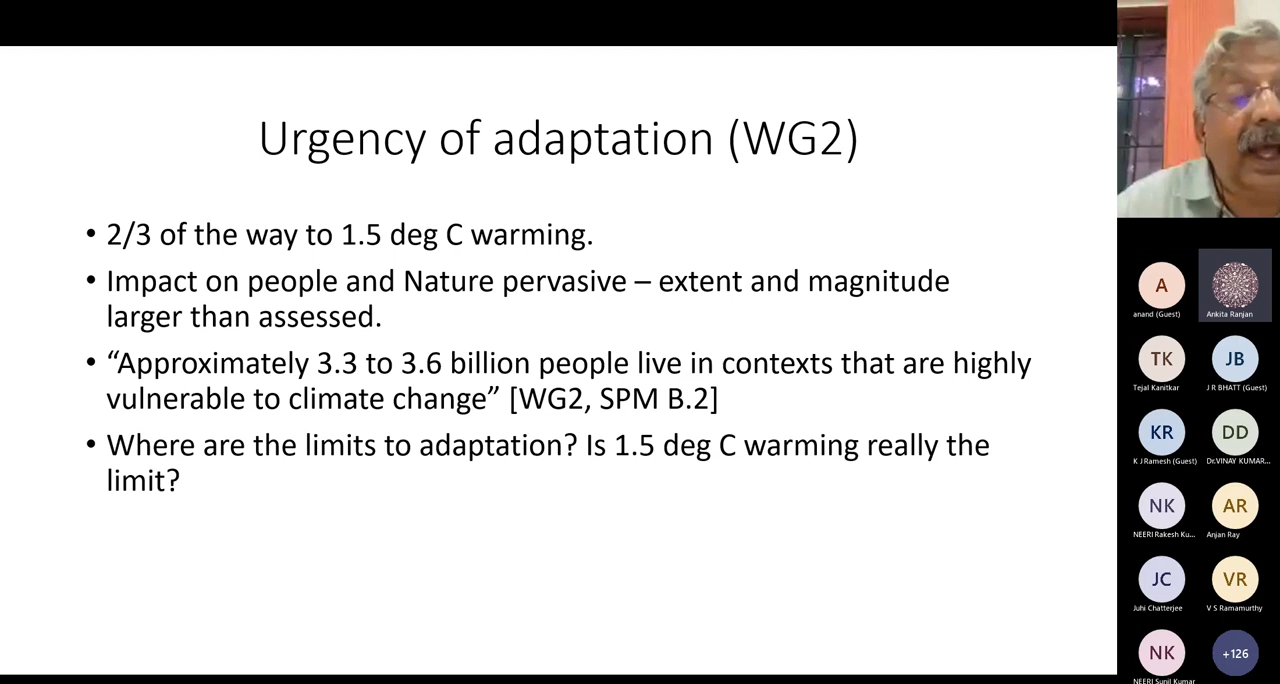 Urgency of adaptation (WG2)
• 2/3 of the way to 1.5 deg C warming.
• Impact on people and Nature pervasive – extent and magnitude
larger than assessed.
• “Approximately 3.3 to 3.6 billion people live in contexts that are highly
vulnerable to climate change” [WG2, SPM B.2]
• Where are the limits to adaptation? Is 1.5 deg C warming really the
limit?
A
anand (Guest)
Ankita Ranjan
TK
Tejal Kanitkar
JB
J R BHATT (Guest)
KR
K J Ramesh (Guest)
DD
Dr.VINAY KUMAR...
NK
NEERI Rakesh Ku...
AR
Anjan Ray
JC
Juhi Chatterjee
VR
V S Ramamurthy
NK
NEERI Sunil Kumar
+126